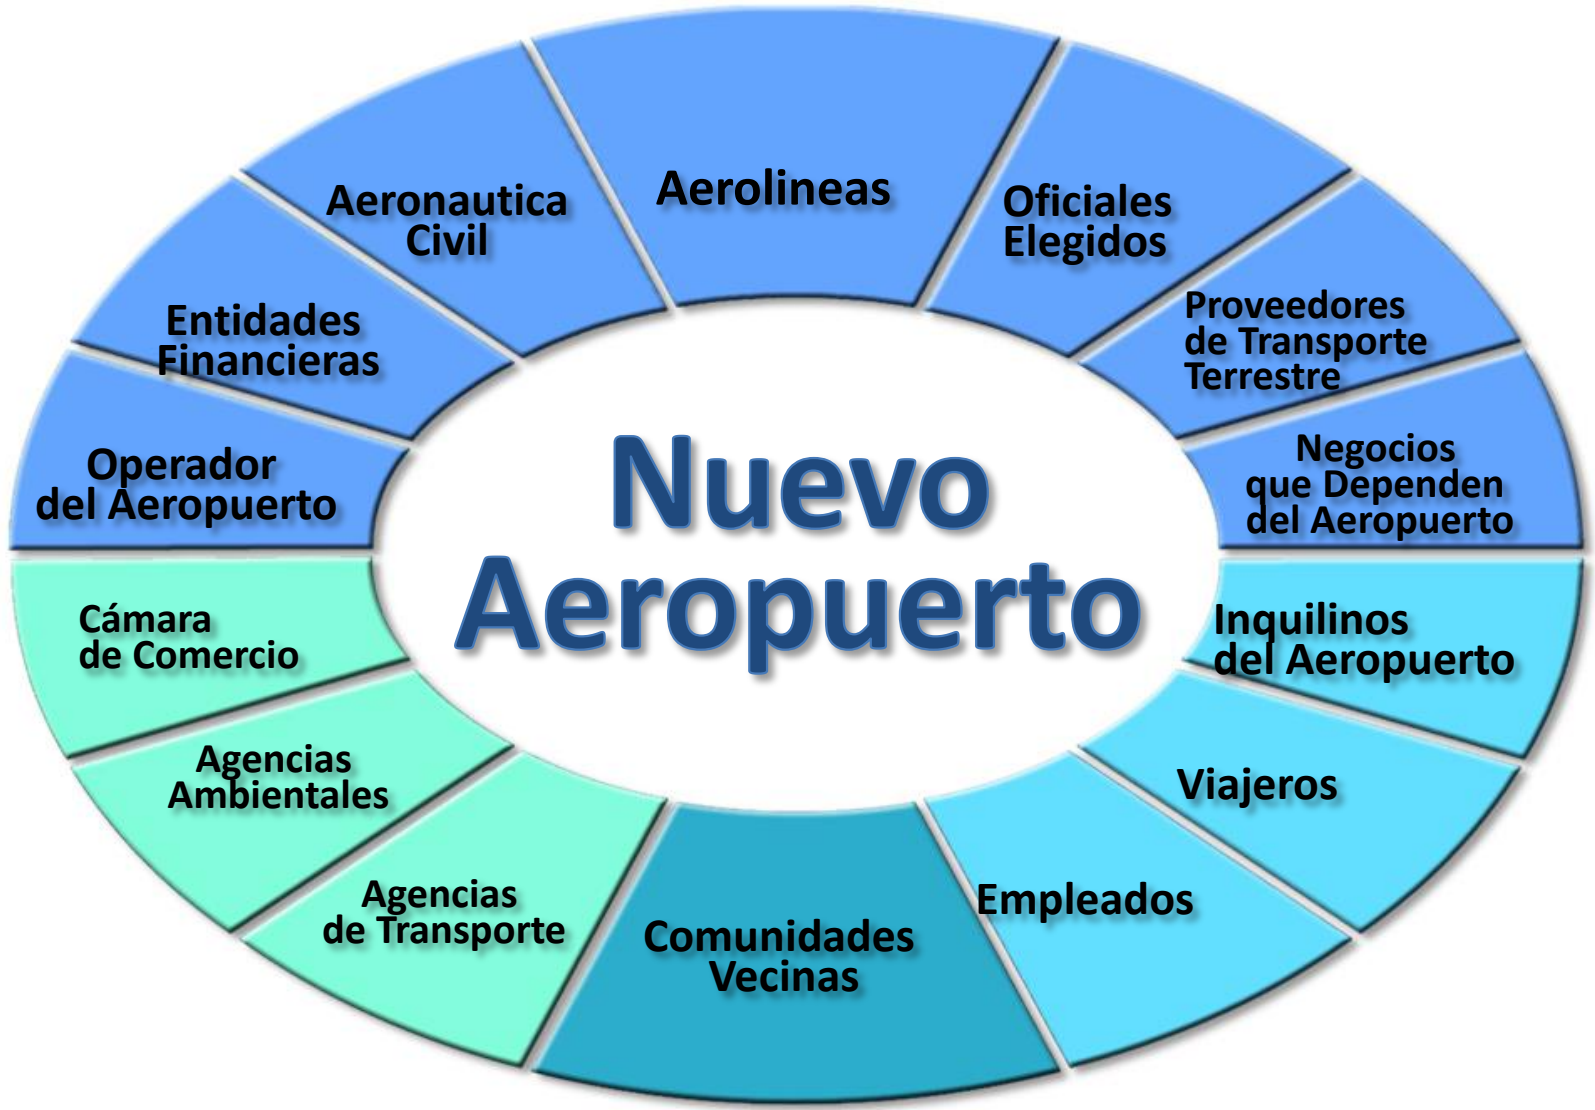 Aerolineas
Oficiales
Elegidos
Proveedores
de Transporte
Terrestre
Negocios
que Dependen
del Aeropuerto
Inquilinos
del Aeropuerto
Viajeros
Empleados
Comunidades
Vecinas
Agencias
de Transporte
Agencias
Ambientales
Cámara
de Comercio
Operador
del Aeropuerto
Entidades
Financieras
Aeronautica
Civil
Nuevo
Aeropuerto